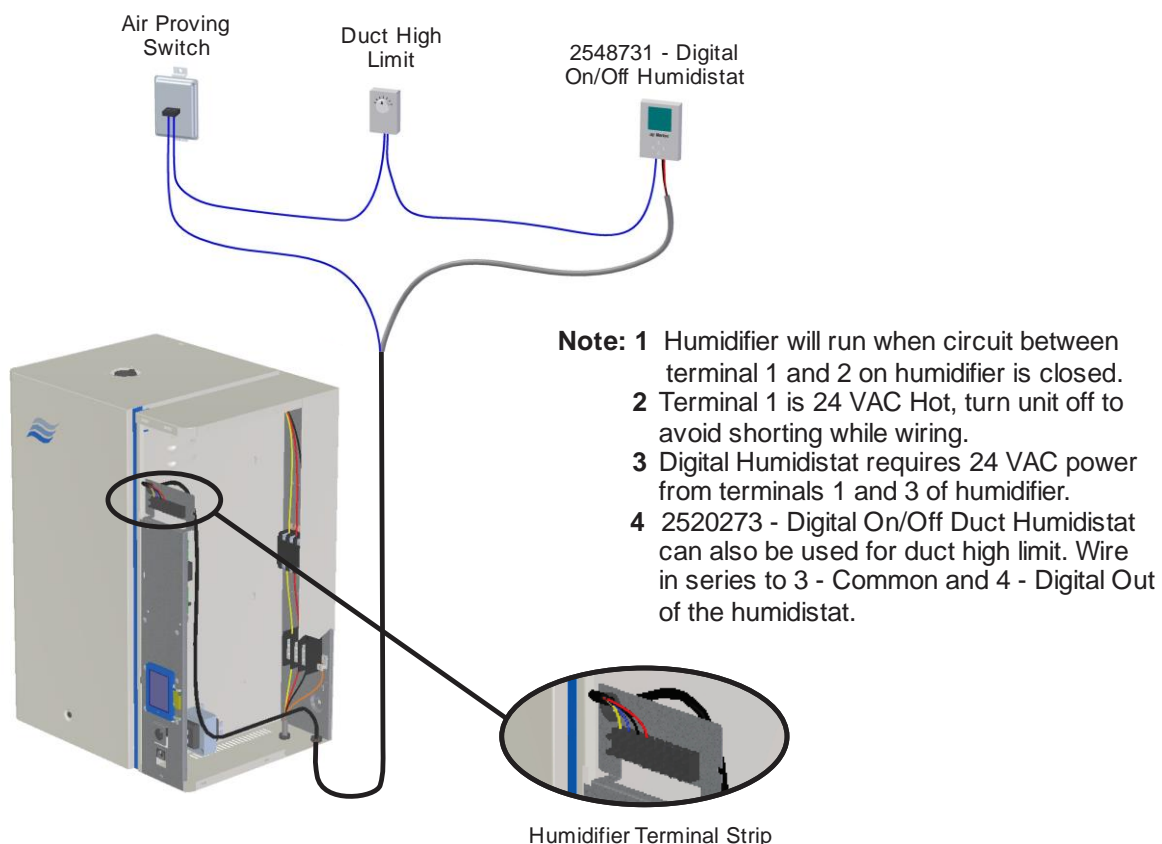 Air Proving
Switch
Duct High
Limit
2548731 - Digital
On/Off Humidistat
Note: 1 Humidifier will run when circuit between
terminal 1 and 2 on humidifier is closed.
2 Terminal 1 is 24 VAC Hot, turn unit off to
avoid shorting while wiring.
3 Digital Humidistat requires 24 VAC power
from terminals 1 and 3 of humidifier.
4 2520273 - Digital On/Off Duct Humidistat
can also be used for duct high limit. Wire
in series to 3 - Common and 4 - Digital Out
of the humidistat.
Humidifier Terminal Strip